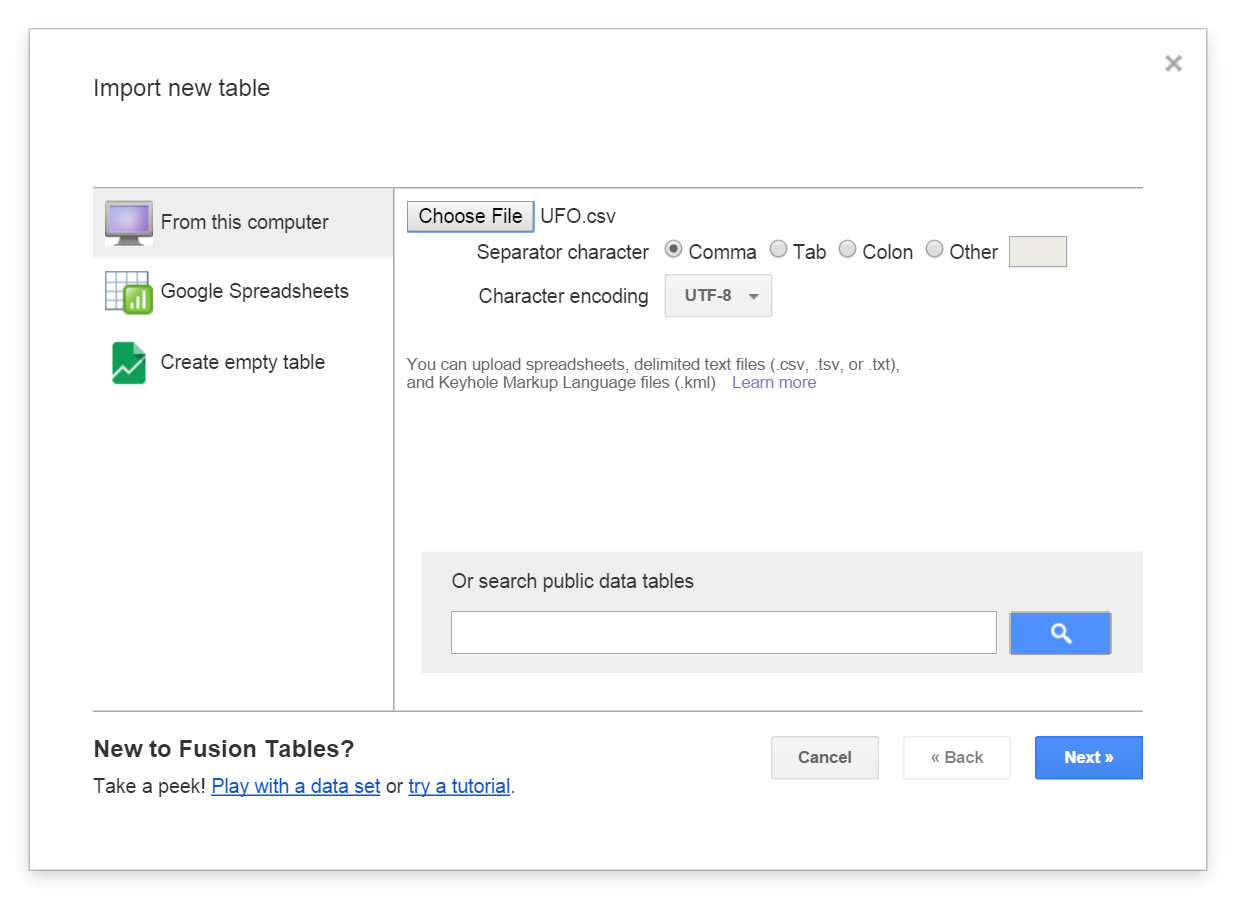 Import new table
From this computer
Google Spreadsheets
Create empty table
Choose File UFO.csv
Separator character Comma Tab Colon Other
Character encoding UTF-8
You can upload spreadsheets, delimited text files (.csv, .tsv, or .txt),
and Keyhole Markup Language files (.kml) Learn more
Or search public data tables
New to Fusion Tables?
Take a peek! Play with a data set or try a tutorial.
Cancel « Back Next »